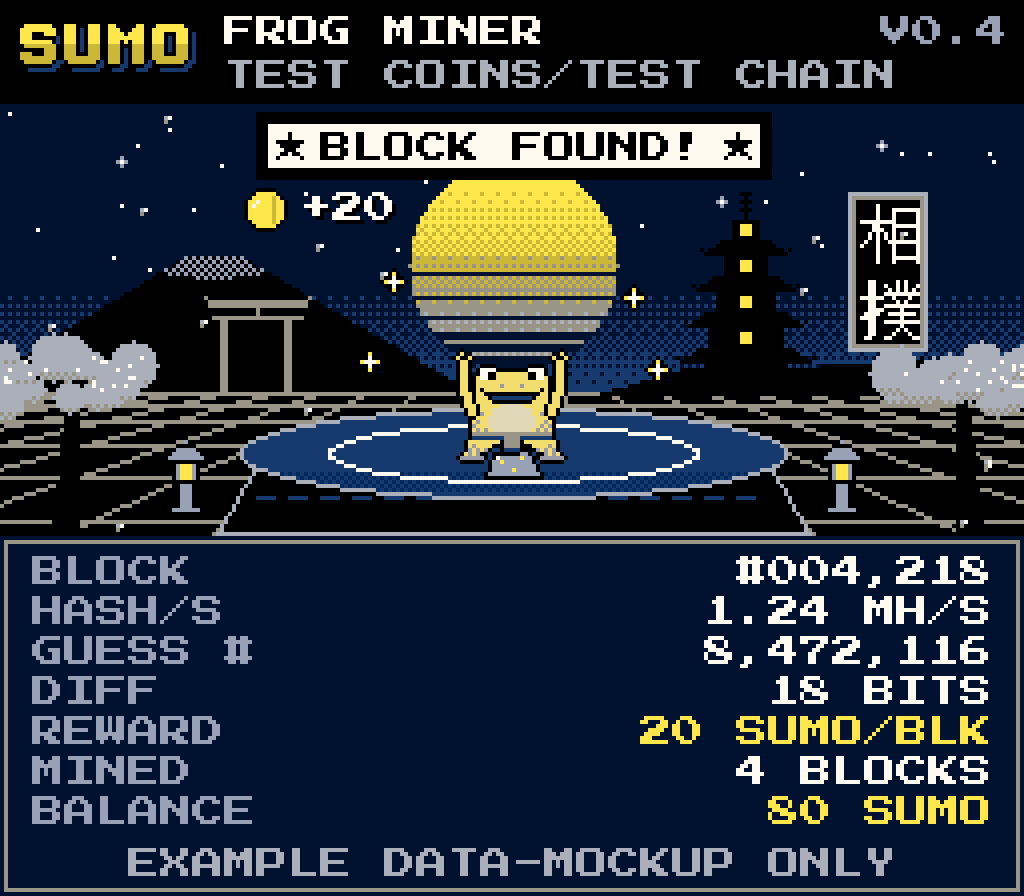 SUMO FROG MINER V0.4
TEST COINS/TEST CHAIN
★BLOCK FOUND! ★
+20
相
撲
BLOCK #004,218
HASH/S 1.24 MH/S
GUESS # 8,472,116
DIFF 18 BITS
REWARD 20 SUMO/BLK
MINED 4 BLOCKS
BALANCE 80 SUMO
EXAMPLE DATA-MOCKUP ONLY